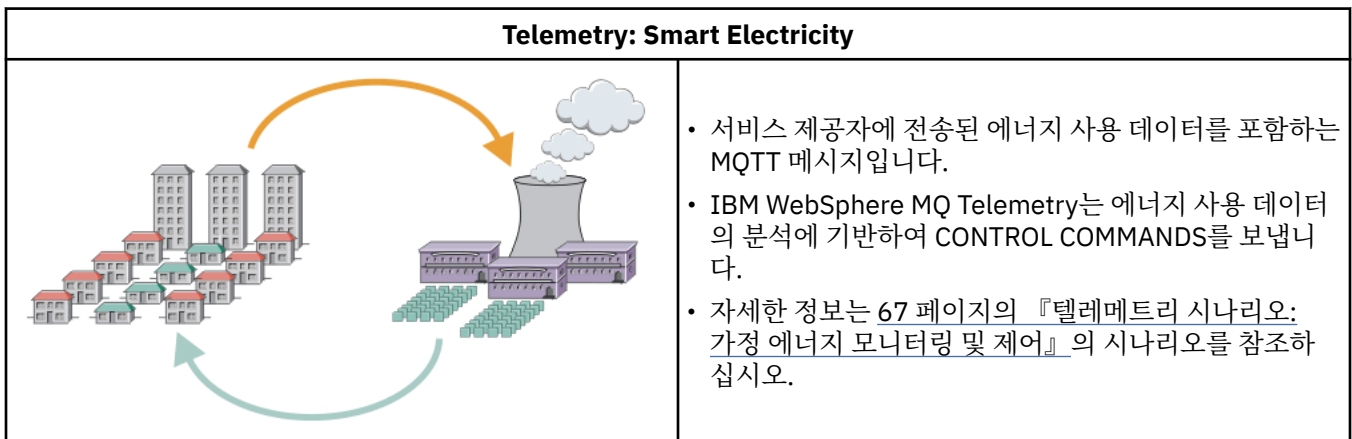 Telemetry: Smart Electricity
• 서비스 제공자에 전송된 에너지 사용 데이터를 포함하는
MQTT 메시지입니다.
• IBM WebSphere MQ Telemetry는 에너지 사용 데이터
의 분석에 기반하여 CONTROL COMMANDS를 보냅니
다.
• 자세한 정보는 67 페이지의 『텔레메트리 시나리오:
가정 에너지 모니터링 및 제어』의 시나리오를 참조하
십시오.